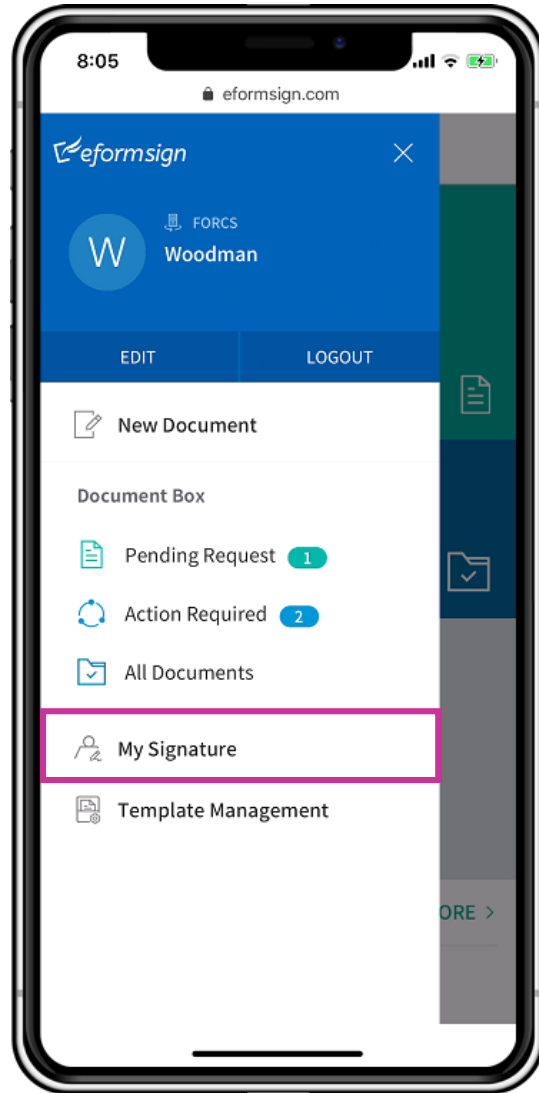 8:05
eformsign.com
eformsign
W
FORCS
Woodman
EDIT LOGOUT
New Document
Document Box
Pending Request 1
Action Required 2
All Documents
My Signature
Template Management
ORE >